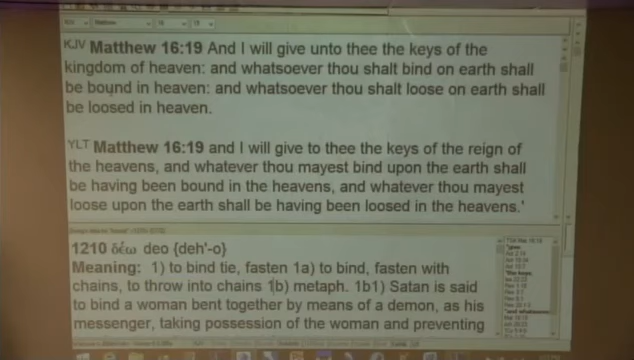 KJV Matthew 16:19 And I will give unto thee the keys of the
kingdom of heaven: and whatsoever thou shalt bind on earth shall
be bound in heaven: and whatsoever thou shalt loose on earth shall
be loosed in heaven.
YLT Matthew 16:19 and I will give to thee the keys of the reign of
the heavens, and whatever thou mayest bind upon the earth shall
be having been bound in the heavens, and whatever thou mayest
loose upon the earth shall be having been loosed in the heavens.'
1210 δέω deo {deh'-o}
Meaning: 1) to bind tie, fasten 1a) to bind, fasten with
chains, to throw into chains 1b) metaph. 1b1) Satan is said
to bind a woman bent together by means of a demon, as his
messenger, taking possession of the woman and preventing